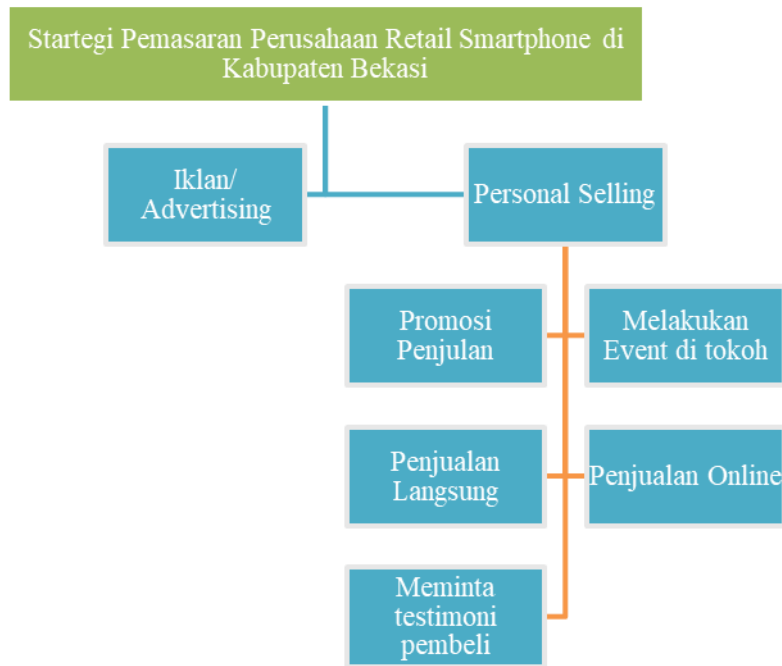 Startegi Pemasaran Perusahaan Retail Smartphone di
Kabupaten Bekasi
Iklan/
Advertising
Personal Selling
Promosi
Penjulan
Melakukan
Event di tokoh
Penjualan
Langsung
Penjualan Online
Meminta
testimoni
pembeli